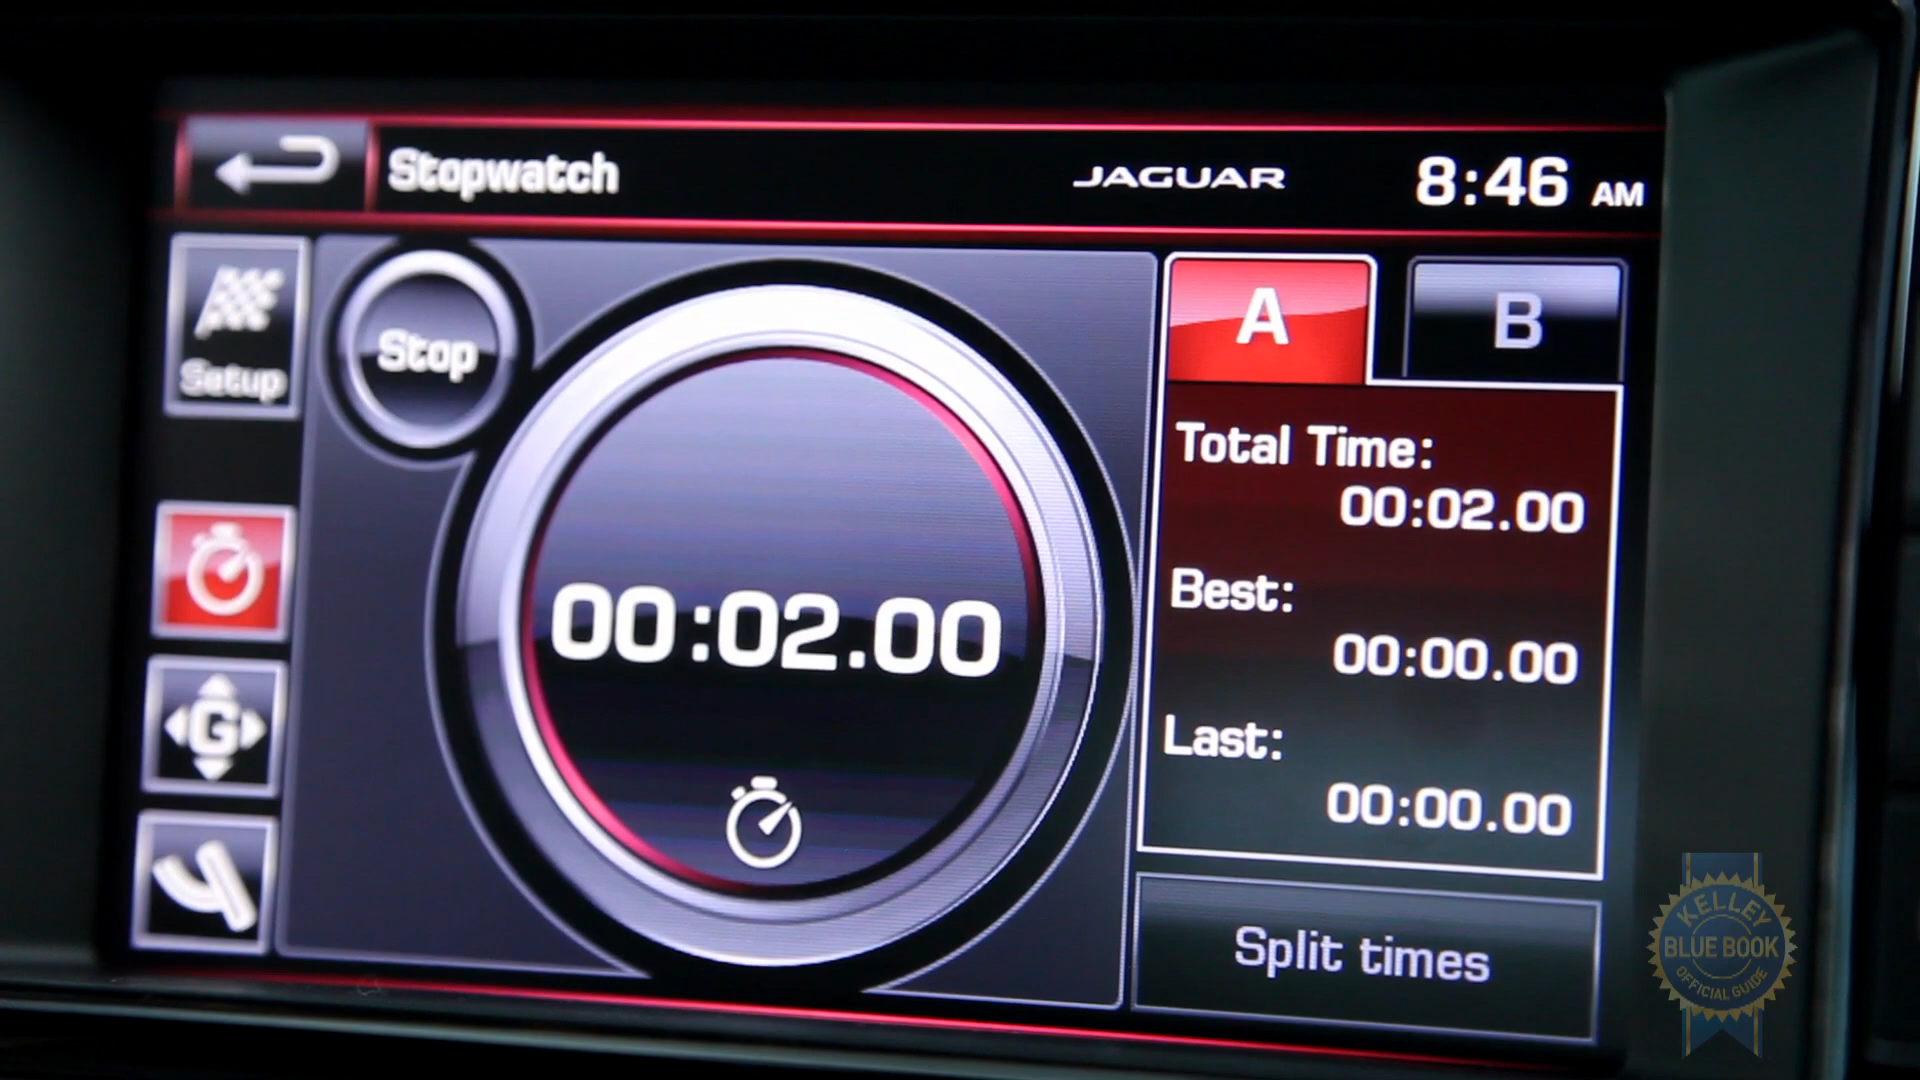 Stopwatch
JAGUAR
8:46 AM
Setup
Stop
00:02.00
G
A
B
Total Time:
00:02.00
Best:
00:00.00
Last:
00:00.00
Split times
KELLEY
BLUE BOOK
OFFICIAL GUIDE